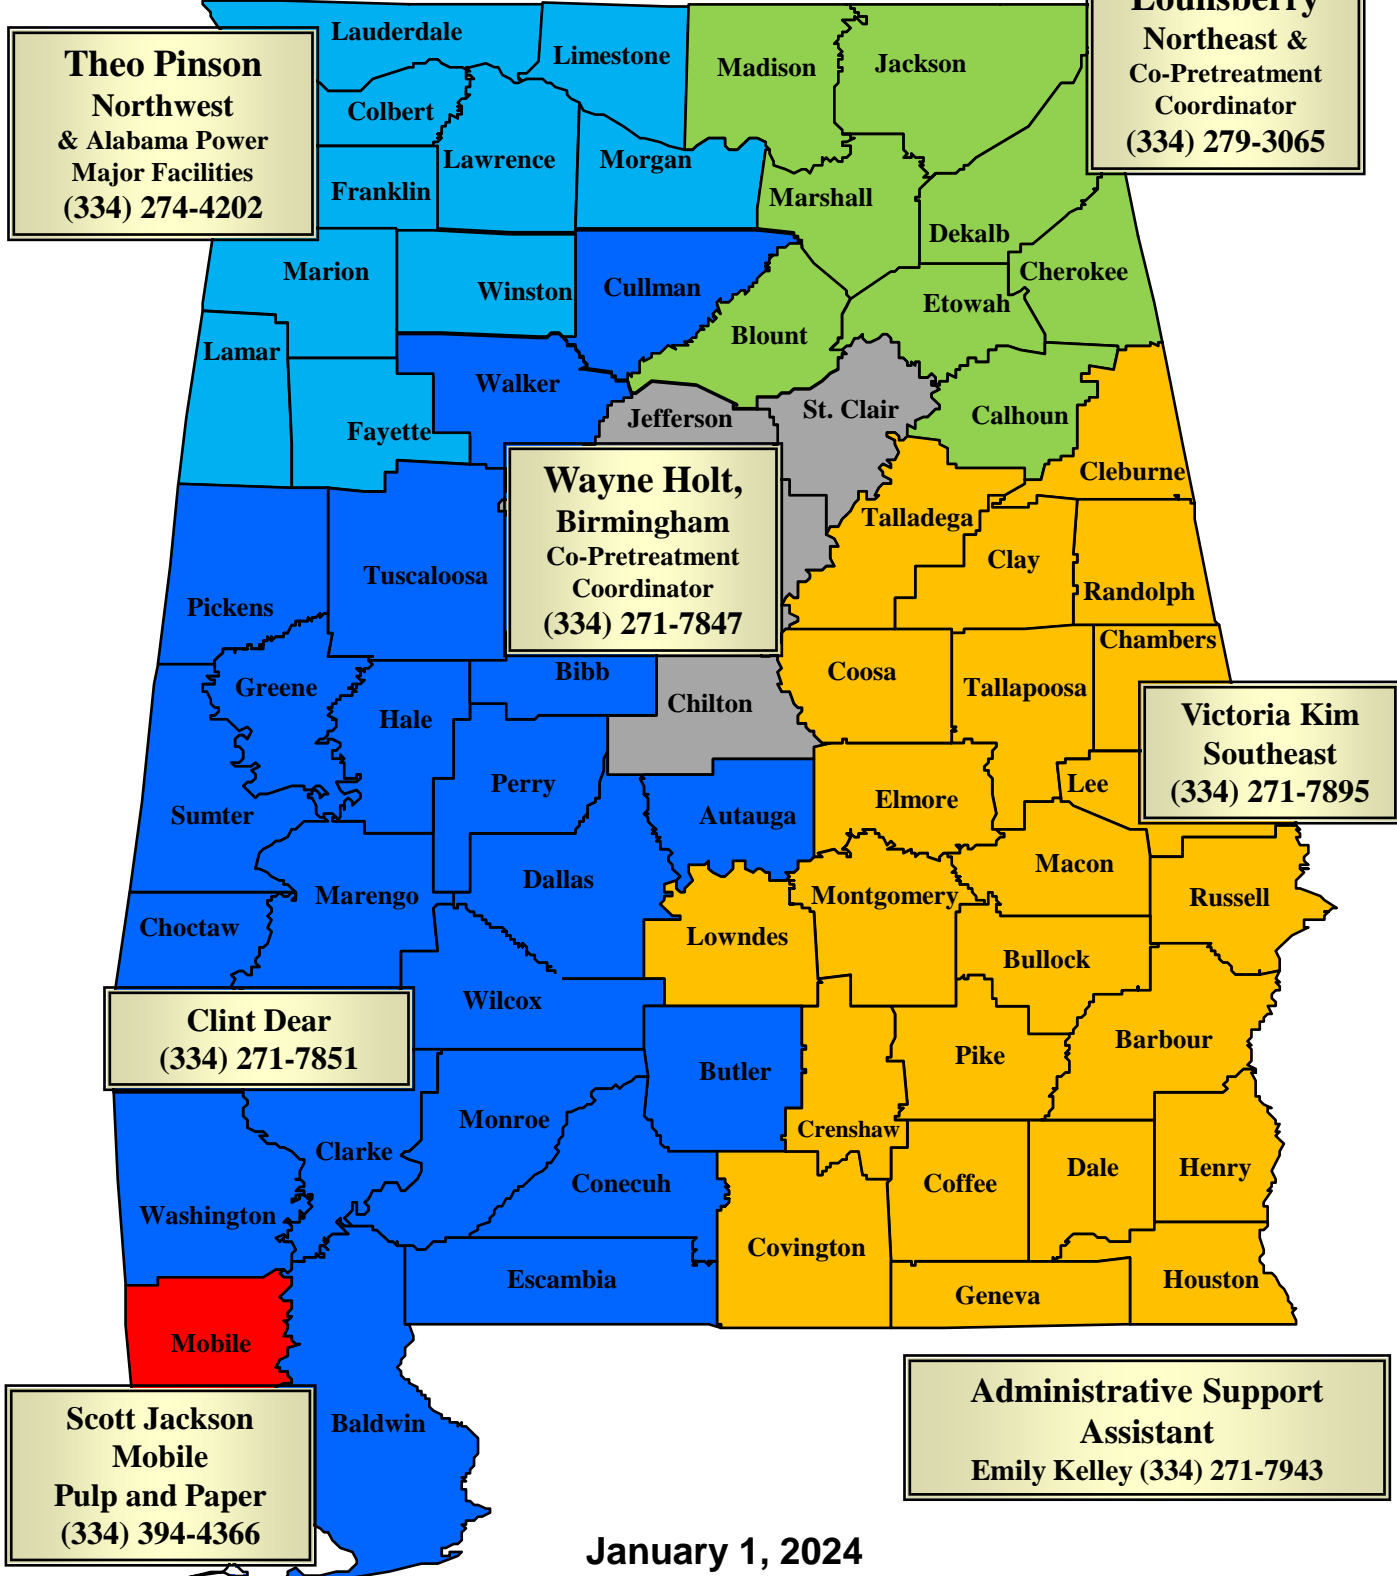 Lounsberry
Northeast &
Co-Pretreatment
Coordinator
(334) 279-3065
Theo Pinson
Northwest
& Alabama Power
Major Facilities
(334) 274-4202
Lauderdale
Limestone
Madison
Jackson
Colbert
Lawrence
Morgan
Franklin
Marshall
Dekalb
Cherokee
Marion
Winston
Cullman
Etowah
Blount
Lamar
Walker
Jefferson
St. Clair
Calhoun
Fayette
Cleburne
Wayne Holt,
Birmingham
Co-Pretreatment
Coordinator
(334) 271-7847
Talladega
Clay
Randolph
Tuscaloosa
Pickens
Chambers
Bibb
Coosa
Tallapoosa
Greene
Hale
Chilton
Victoria Kim
Southeast
(334) 271-7895
Perry
Lee
Elmore
Sumter
Autauga
Macon
Dallas
Marengo
Montgomery
Russell
Choctaw
Lowndes
Bullock
Wilcox
Clint Dear
(334) 271-7851
Barbour
Pike
Butler
Monroe
Crenshaw
Clarke
Conecuh
Coffee
Dale
Henry
Washington
Covington
Escambia
Geneva
Houston
Mobile
Scott Jackson
Mobile
Pulp and Paper
(334) 394-4366
Baldwin
Administrative Support
Assistant
Emily Kelley (334) 271-7943
January 1, 2024